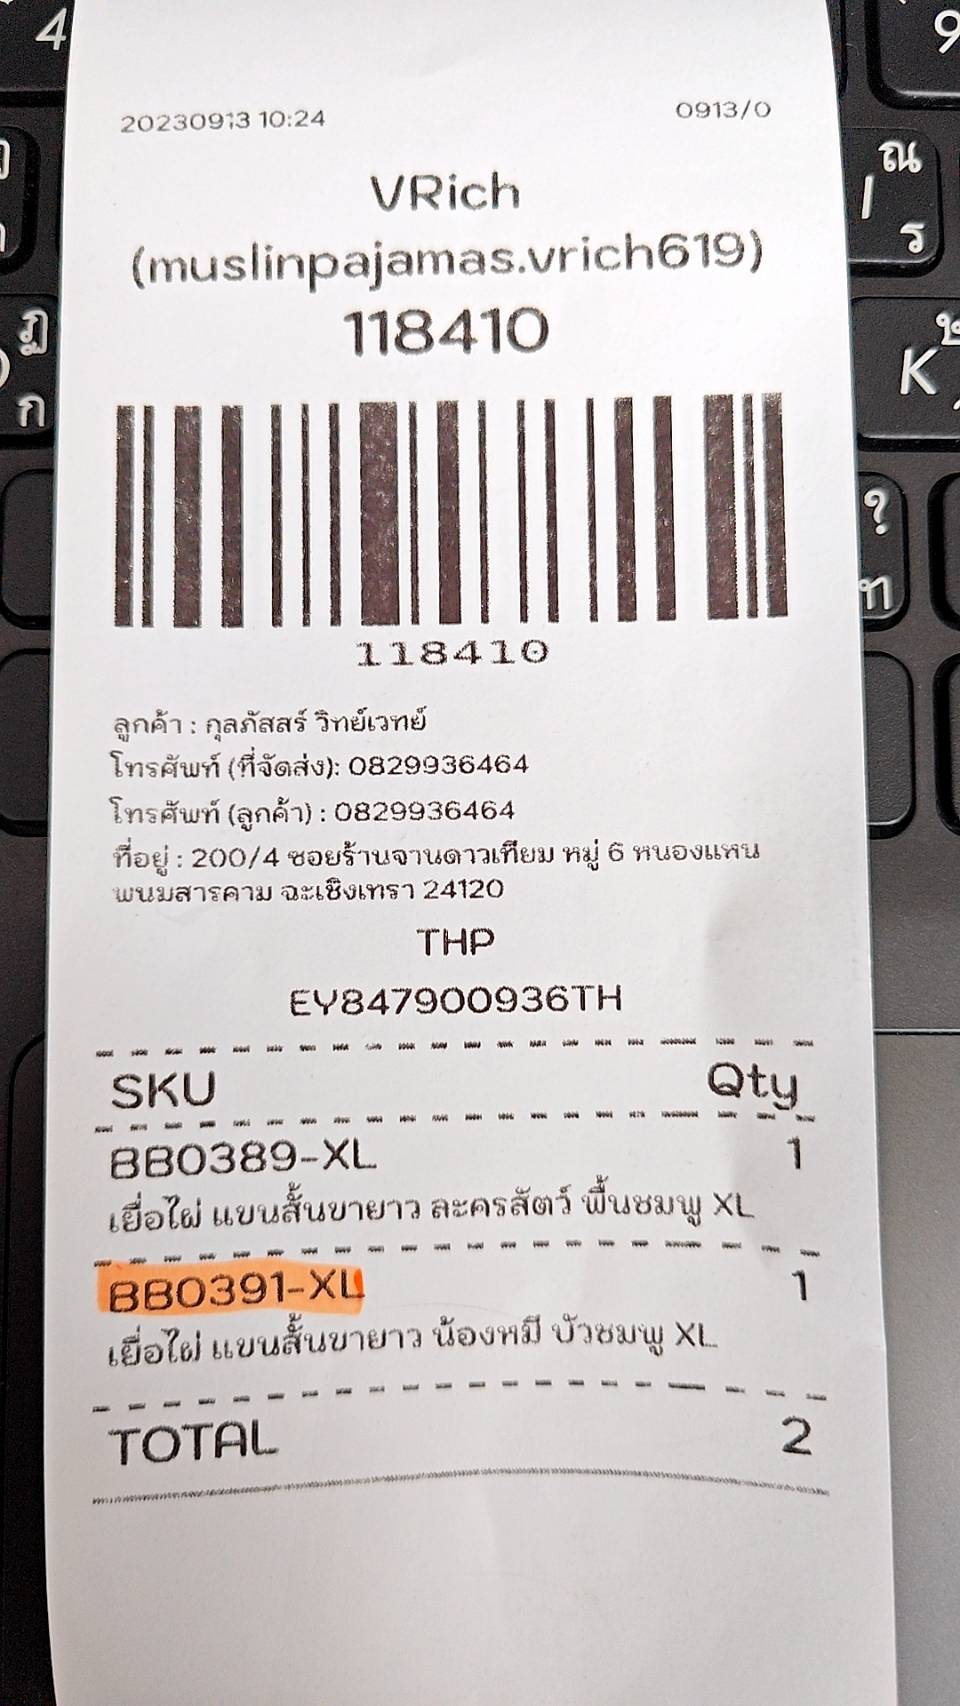 20230913 10:24
0913/0
VRich
(muslinpajamas.vrich619)
118410
118410
ลูกค้า : กุลภัสสร์ วิทย์เวทย์
โทรศัพท์ (ที่จัดส่ง): 0829936464
โทรศัพท์ (ลูกค้า) : 0829936464
ที่อยู่ : 200/4 ซอยร้านจานดาวเทียม หมู่ 6 หนองแหน
พนมสารคาม ฉะเชิงเทรา 24120
THP
EY847900936TH
SKU Qty
BB0389-XL 1
เยื่อไผ่ แขนสั้นขายาว ละครสัตว์ พื้นชมพู XL
BB0391-XL 1
เยื่อไผ่ แขนสั้นขายาว น้องหมี บัวชมพู XL
TOTAL 2
4
9
ณ
/
ร
ฏ
ก
K
?
ท